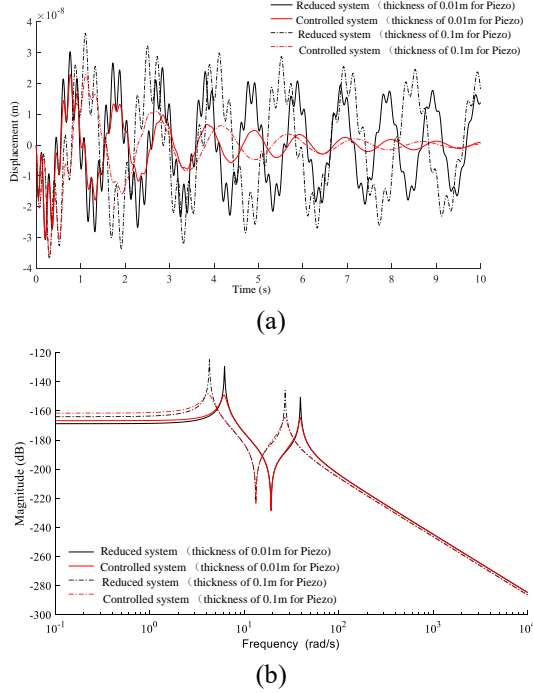 Reduced system （thickness of 0.01m for Piezo)
Controlled system （thickness of 0.01m for Piezo)
Reduced system （thickness of 0.1m for Piezo)
Controlled system （thickness of 0.1m for Piezo)
×10⁻⁸
4
3
2
1
0
-1
-2
-3
-4
Displacement (m)
0 1 2 3 4 5 6 7 8 9 10
Time (s)
(a)
-120
-140
-160
-180
-200
-220
-240
-260
-280
-300
Magnitude (dB)
Reduced system （thickness of 0.01m for Piezo)
Controlled system （thickness of 0.01m for Piezo)
Reduced system （thickness of 0.1m for Piezo)
Controlled system （thickness of 0.1m for Piezo)
10⁻¹ 10⁰ 10¹ 10² 10³ 10⁴
Frequency (rad/s)
(b)